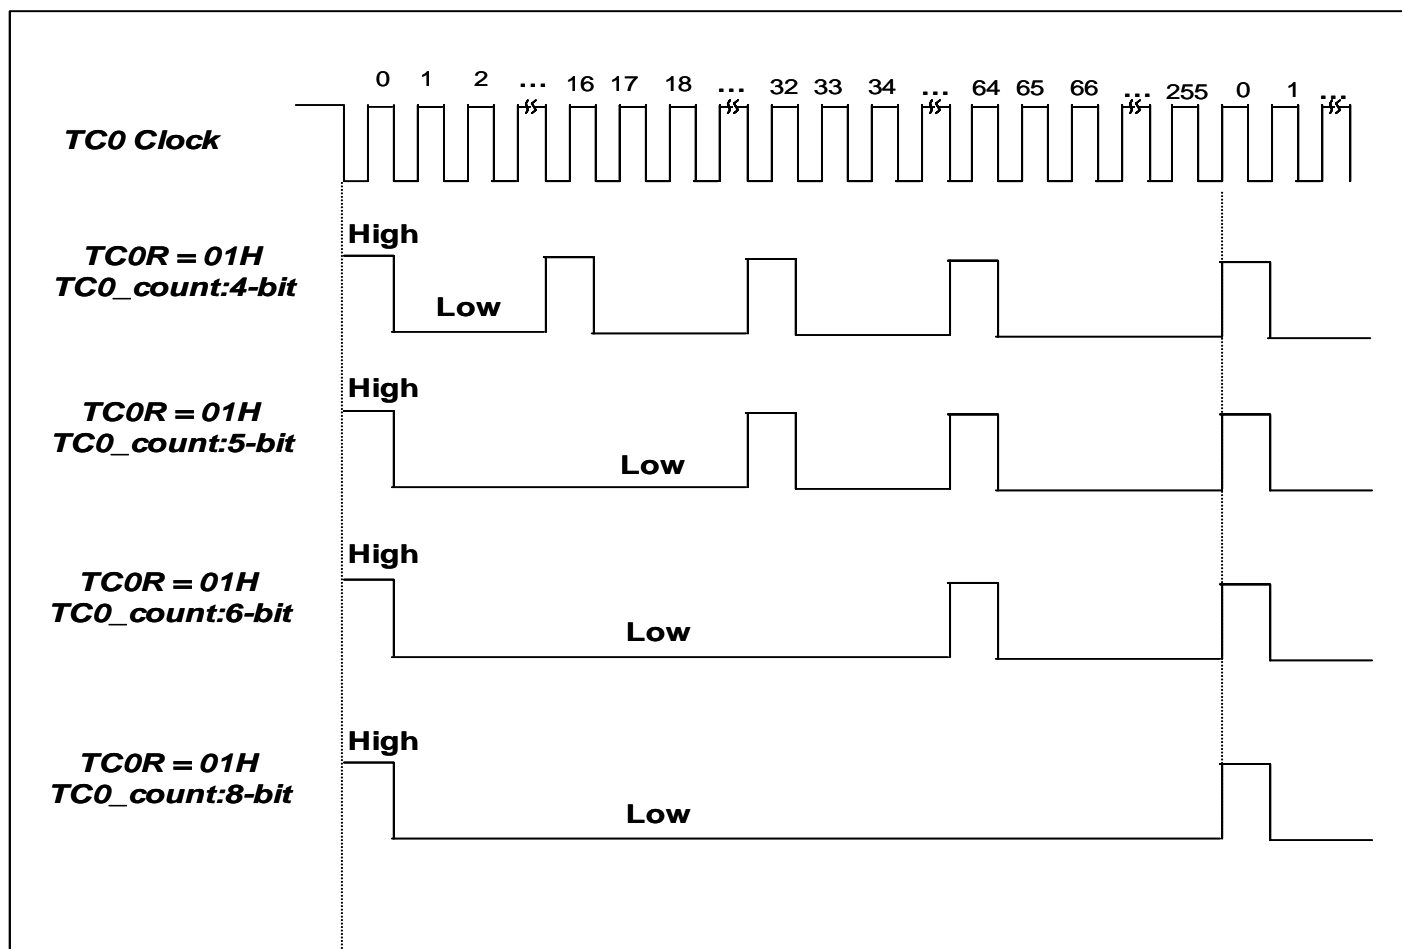 0 1 2 ... 16 17 18 ... 32 33 34 ... 64 65 66 ... 255 0 1 ...
TC0 Clock
High
TC0R = 01H
TC0_count:4-bit
Low
High
TC0R = 01H
TC0_count:5-bit
Low
High
TC0R = 01H
TC0_count:6-bit
Low
High
TC0R = 01H
TC0_count:8-bit
Low